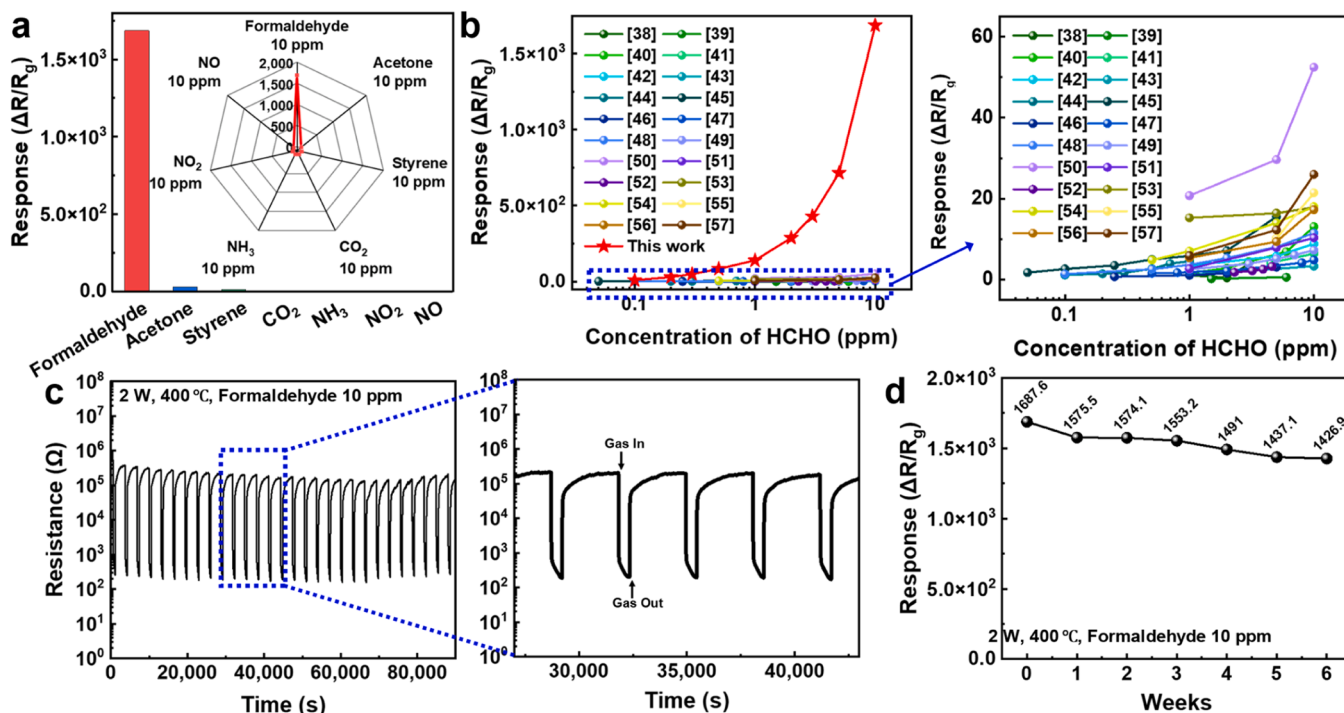 a
Response (ΔR/Rg)
1.5×10³
1.0×10³
5.0×10²
0.0
Formaldehyde
Acetone
Styrene
CO₂
NH₃
NO₂
NO
Formaldehyde
10 ppm
Acetone
10 ppm
Styrene
10 ppm
CO₂
10 ppm
NH₃
10 ppm
NO₂
10 ppm
NO
10 ppm
2,000
1,500
1,000
500
0
b
Response (ΔR/Rg)
1.5×10³
1.0×10³
5.0×10²
0.0
[38] [39]
[40] [41]
[42] [43]
[44] [45]
[46] [47]
[48] [49]
[50] [51]
[52] [53]
[54] [55]
[56] [57]
This work
0.1 1 10
Concentration of HCHO (ppm)
Response (ΔR/Rg)
60
40
20
0
[38] [39]
[40] [41]
[42] [43]
[44] [45]
[46] [47]
[48] [49]
[50] [51]
[52] [53]
[54] [55]
[56] [57]
0.1 1 10
Concentration of HCHO (ppm)
c
2 W, 400 ℃, Formaldehyde 10 ppm
Resistance (Ω)
10⁸
10⁷
10⁶
10⁵
10⁴
10³
10²
10¹
10⁰
0 20,000 40,000 60,000 80,000
Time (s)
10⁸
10⁷
10⁶
10⁵
10⁴
10³
10²
10¹
10⁰
Gas In
Gas Out
30,000 35,000 40,000
Time (s)
d
Response (ΔR/Rg)
2.0×10³
1.5×10³
1.0×10³
5.0×10²
0.0
1687.6
1575.5
1574.1
1553.2
1491
1437.1
1426.9
2 W, 400 ℃, Formaldehyde 10 ppm
0 1 2 3 4 5 6
Weeks